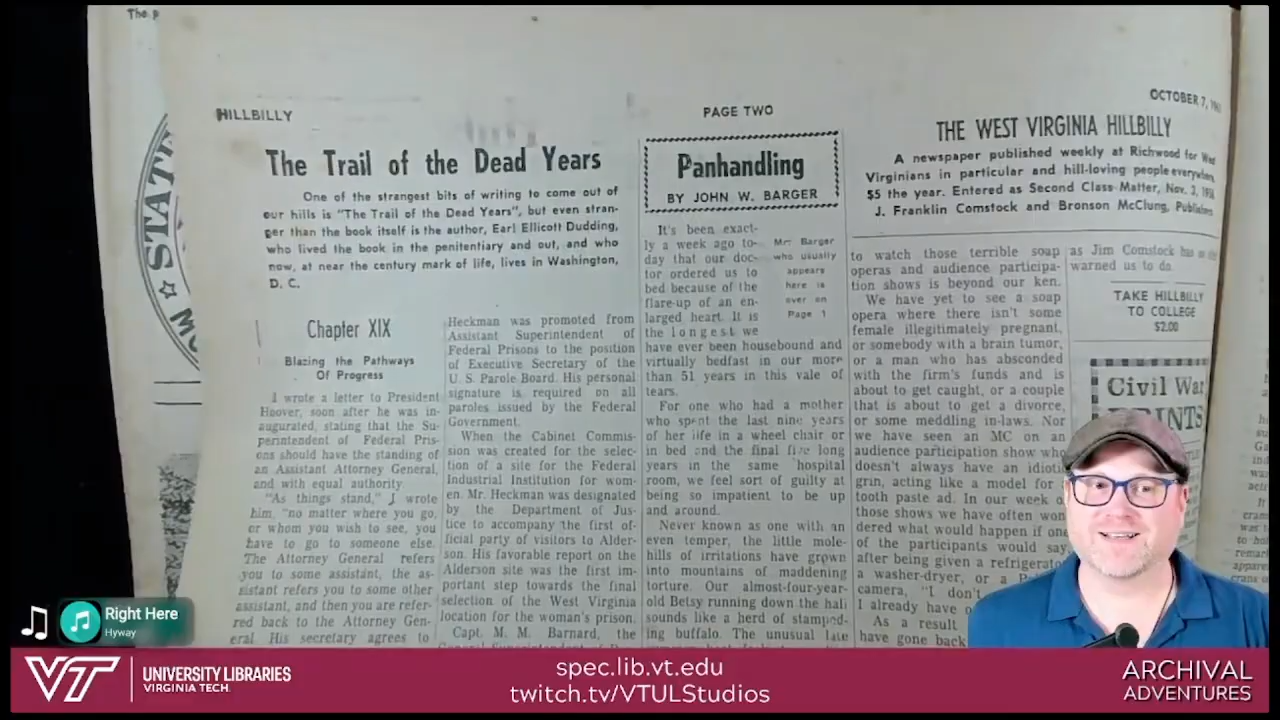 The P
STATE
HILLBILLY
PAGE TWO
OCTOBER 7,
The Trail of the Dead Years
One of the strangest bits of writing to come out of
our hills is "The Trail of the Dead Years", but even stran-
ger than the book itself is the author, Earl Ellicott Dudding,
who lived the book in the penitentiary and out, and who
now, at near the century mark of life, lives in Washington,
D. C.
Chapter XIX
Blazing the Pathways
Of Progress
I wrote a letter to President
Hoover, soon after he was in-
augurated, stating that the Su-
perintendent of Federal Pris-
ons should have the standing of
an Assistant Attorney General,
and with equal authority.
"As things stand," I wrote
him, "no matter where you go,
or whom you wish to see, you
have to go to someone else.
The Attorney General refers
you to some assistant, the as-
sistant refers you to some other
assistant, and then you are refer-
red back to the Attorney Gen-
eral. His secretary agrees to
Heckman was promoted from
Assistant Superintendent of
Federal Prisons to the position
of Executive Secretary of the
U. S. Parole Board. His personal
signature is required on all
paroles issued by the Federal
Government.
When the Cabinet Commis-
sion was created for the selec-
tion of a site for the Federal
Industrial Institution for wom-
en. Mr. Heckman was designated
by the Department of Jus-
tice to accompany the first of-
ficial party of visitors to Alder-
son. His favorable report on the
Alderson site was the first im-
portant step towards the final
selection of the West Virginia
location for the woman's prison.
Capt. M. M. Barnard, the
Panhandling
BY JOHN W. BARGER
It's been exact-
ly a week ago to-
day that our doc-
tor ordered us to
bed because of the
flare-up of an en-
larged heart. It is
the longest we
have ever been housebound and
virtually bedfast in our more
than 51 years in this vale of
tears.
Mr. Barger
who usually
appears
here is
over on
Page 1
For one who had a mother
who spent the last nine years
of her life in a wheel chair or
in bed and the final five long
years in the same hospital
room, we feel sort of guilty at
being so impatient to be up
and around.
Never known as one with an
even temper, the little mole-
hills of irritations have grown
into mountains of maddening
torture. Our almost-four-year-
old Betsy running down the hall
sounds like a herd of stamped-
ing buffalo. The unusual late
THE WEST VIRGINIA HILLBILLY
A newspaper published weekly at Richwood for West
Virginians in particular and hill-loving people everywhere,
$5 the year. Entered as Second Class Matter, Nov. 3,
J. Franklin Comstock and Bronson McClung, Publishers
to watch those terrible soap
operas and audience participa-
tion shows is beyond our ken.
We have yet to see a soap
opera where there isn't some
female illegitimately pregnant,
or somebody with a brain tumor,
or a man who has absconded
with the firm's funds and is
about to get caught, or a couple
that is about to get a divorce,
or some meddling in-laws. Nor
we have seen an MC on an
audience participation show who
doesn't always have an idiotic
grin, acting like a model for a
tooth paste ad. In our week of
those shows we have often won
dered what would happen if one
of the participants would say,
after being given a refrigerator
a washer-dryer, or a
camera, "I don't
I already have
As a result
have gone back
as Jim Comstock has
warned us to do.
TAKE HILLBILLY
TO COLLEGE
$2.00
Civil War
PRINTS
Right Here
Hyway
VT
UNIVERSITY LIBRARIES
VIRGINIA TECH.
spec.lib.vt.edu
twitch.tv/VTULStudios
ARCHIVAL
ADVENTURES